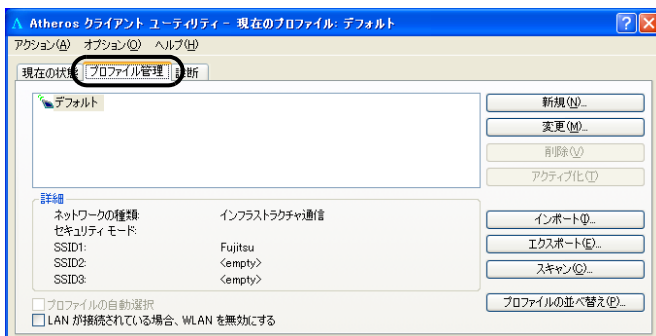 Atheros クライアント ユーティリティ - 現在のプロファイル: デフォルト
アクション(A) オプション(O) ヘルプ(H)
現在の状態 プロファイル管理 診断
デフォルト
新規(N)...
変更(M)...
削除(V)
アクティブ化(T)
詳細
ネットワークの種類: インフラストラクチャ通信
セキュリティ モード:
SSID1: Fujitsu
SSID2: <empty>
SSID3: <empty>
インポート(I)...
エクスポート(E)...
スキャン(C)...
プロファイルの自動選択
LAN が接続されている場合、WLAN を無効にする
プロファイルの並べ替え(P)...